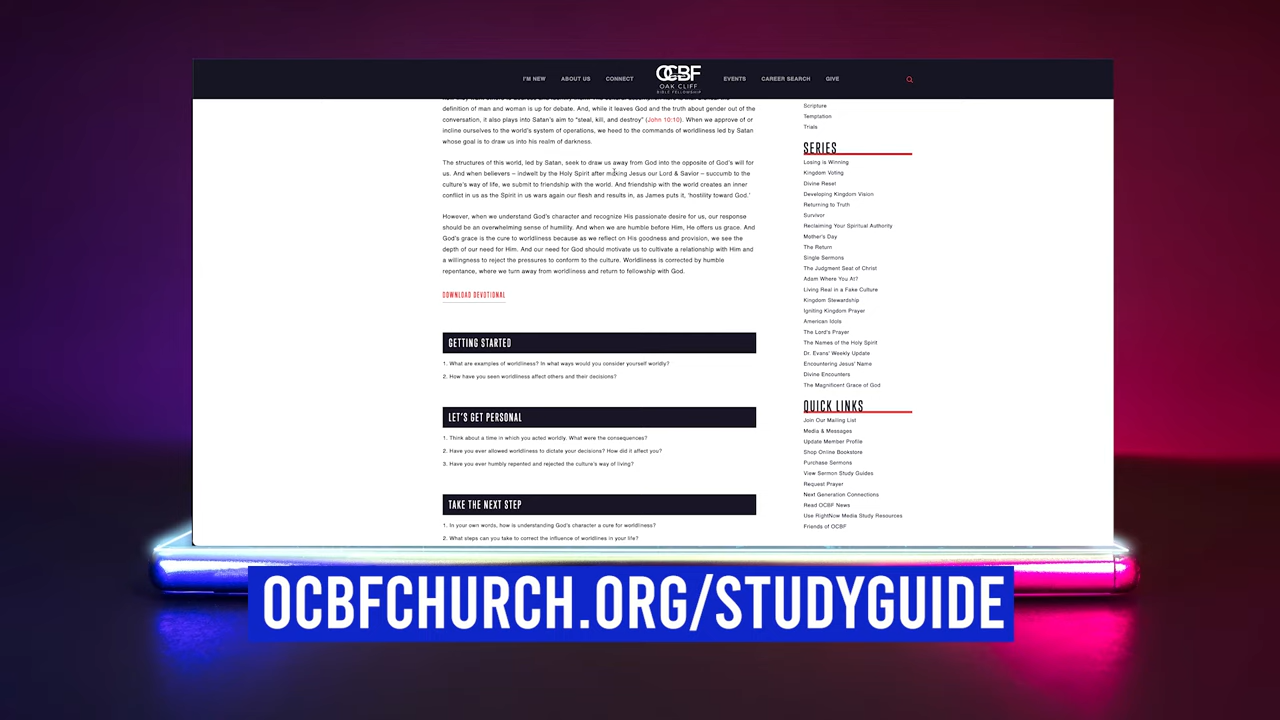 I'M NEW ABOUT US CONNECT OCBF EVENTS CAREER SEARCH GIVE
OAK CLIFF
BIBLE FELLOWSHIP
definition of man and woman is up for debate. And, while it leaves God and the truth about gender out of the
conversation, it also plays into Satan's aim to "steal, kill, and destroy" (John 10:10). When we approve of or
incline ourselves to the world's system of operations, we heed to the commands of worldliness led by Satan
whose goal is to draw us into his realm of darkness.
The structures of this world, led by Satan, seek to draw us away from God into the opposite of God's will for
us. And when believers – indwelt by the Holy Spirit after making Jesus our Lord & Savior – succumb to the
culture's way of life, we submit to friendship with the world. And friendship with the world creates an inner
conflict in us as the Spirit in us wars again our flesh and results in, as James puts it, 'hostility toward God.'
However, when we understand God's character and recognize His passionate desire for us, our response
should be an overwhelming sense of humility. And when we are humble before Him, He offers us grace. And
God's grace is the cure to worldliness because as we reflect on His goodness and provision, we see the
depth of our need for Him. And our need for God should motivate us to cultivate a relationship with Him and
a willingness to reject the pressures to conform to the culture. Worldliness is corrected by humble
repentance, where we turn away from worldliness and return to fellowship with God.
DOWNLOAD DEVOTIONAL
GETTING STARTED
1. What are examples of worldliness? In what ways would you consider yourself worldly?
2. How have you seen worldliness affect others and their decisions?
LET'S GET PERSONAL
1. Think about a time in which you acted worldly. What were the consequences?
2. Have you ever allowed worldliness to dictate your decisions? How did it affect you?
3. Have you ever humbly repented and rejected the culture's way of living?
TAKE THE NEXT STEP
1. In your own words, how is understanding God's character a cure for worldliness?
2. What steps can you take to correct the influence of worldlines in your life?
Scripture
Temptation
Trials
SERIES
Losing is Winning
Kingdom Voting
Divine Reset
Developing Kingdom Vision
Returning to Truth
Survivor
Reclaiming Your Spiritual Authority
Mother's Day
The Return
Single Sermons
The Judgment Seat of Christ
Adam Where You At?
Living Real in a Fake Culture
Kingdom Stewardship
Igniting Kingdom Prayer
American Idols
The Lord's Prayer
The Names of the Holy Spirit
Dr. Evans' Weekly Update
Encountering Jesus' Name
Divine Encounters
The Magnificent Grace of God
QUICK LINKS
Join Our Mailing List
Media & Messages
Update Member Profile
Shop Online Bookstore
Purchase Sermons
View Sermon Study Guides
Request Prayer
Next Generation Connections
Read OCBF News
Use RightNow Media Study Resources
Friends of OCBF
OCBFCHURCH.ORG/STUDYGUIDE